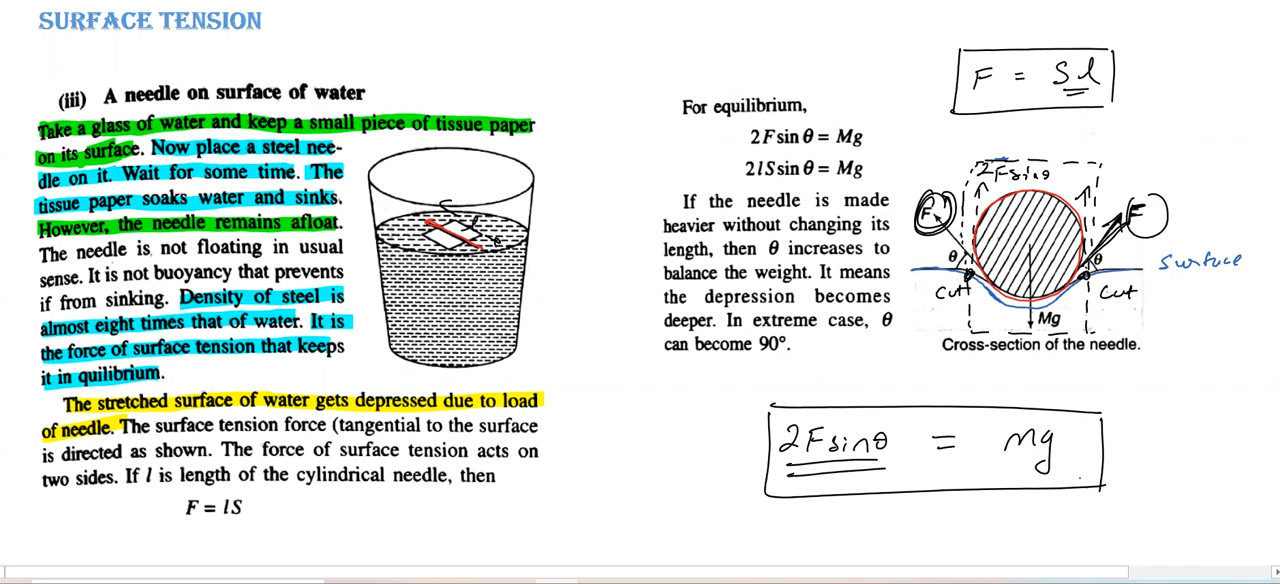 SURFACE TENSION
(iii) A needle on surface of water
Take a glass of water and keep a small piece of tissue paper
on its surface. Now place a steel nee-
dle on it. Wait for some time. The
tissue paper soaks water and sinks.
However, the needle remains afloat.
The needle is not floating in usual
sense. It is not buoyancy that prevents
if from sinking. Density of steel is
almost eight times that of water. It is
the force of surface tension that keeps
it in quilibrium.
The stretched surface of water gets depressed due to load
of needle. The surface tension force (tangential to the surface
is directed as shown. The force of surface tension acts on
two sides. If l is length of the cylindrical needle, then
F = lS
For equilibrium,
2F sin θ = Mg
2lS sin θ = Mg
If the needle is made
heavier without changing its
length, then θ increases to
balance the weight. It means
the depression becomes
deeper. In extreme case, θ
can become 90°.
F = Sl
2Fsinθ
F
F
θ
θ
Surface
Cut
Cut
Mg
Cross-section of the needle.
2Fsinθ = mg